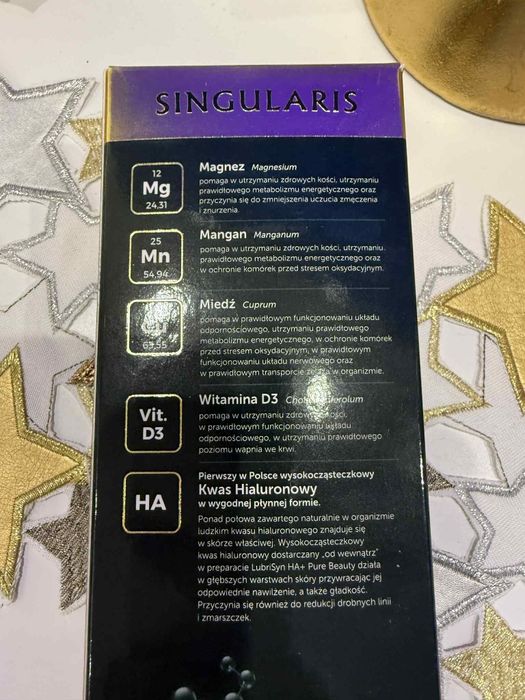 SINGULARIS
12
Mg
24,31
Magnez Magnesium
pomaga w utrzymaniu zdrowych kości, utrzymaniu
prawidłowego metabolizmu energetycznego oraz
przyczynia się do zmniejszenia uczucia zmęczenia
i znużenia.
25
Mn
54,94
Mangan Manganum
pomaga w utrzymaniu zdrowych kości, utrzymaniu
prawidłowego metabolizmu energetycznego oraz
w ochronie komórek przed stresem oksydacyjnym.
Cu
63,55
Miedź Cuprum
pomaga w prawidłowym funkcjonowaniu układu
odpornościowego, utrzymaniu prawidłowego
metabolizmu energetycznego, w ochronie komórek
przed stresem oksydacyjnym, w prawidłowym
funkcjonowaniu układu nerwowego oraz
w prawidłowym transporcie żelaza w organizmie.
Vit.
D3
Witamina D3 Cholecalciferolum
pomaga w utrzymaniu zdrowych kości,
w prawidłowym funkcjonowaniu układu
odpornościowego, w utrzymaniu prawidłowego
poziomu wapnia we krwi.
HA
Pierwszy w Polsce wysokocząsteczkowy
Kwas Hialuronowy
w wygodnej płynnej formie.
Ponad połowa zawartego naturalnie w organizmie
ludzkim kwasu hialuronowego znajduje się
w skórze właściwej. Wysokocząsteczkowy
kwas hialuronowy dostarczany „od wewnątrz”
w preparacie LubriSyn HA+ Pure Beauty działa
w głębszych warstwach skóry przywracając jej
odpowiednie nawilżenie, a także gładkość.
Przyczynia się również do redukcji drobnych linii
i zmarszczek.